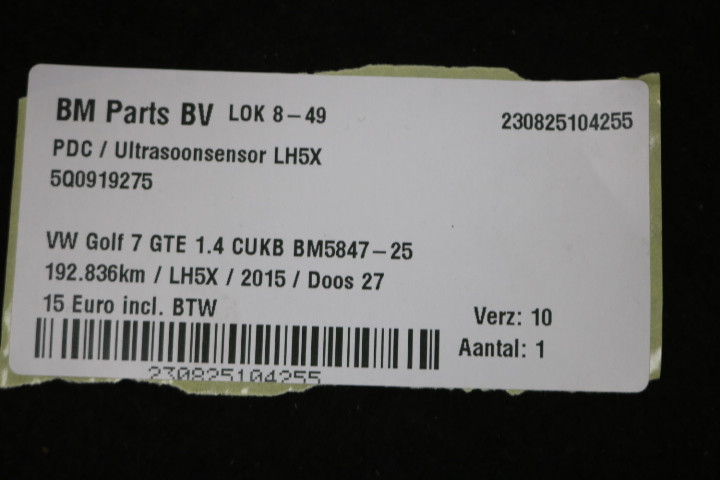 BM Parts BV LOK 8-49 230825104255
PDC / Ultrasoonsensor LH5X
5Q0919275
VW Golf 7 GTE 1.4 CUKB BM5847-25
192.836km / LH5X / 2015 / Doos 27
15 Euro incl. BTW
Verz: 10
Aantal: 1
230825104255